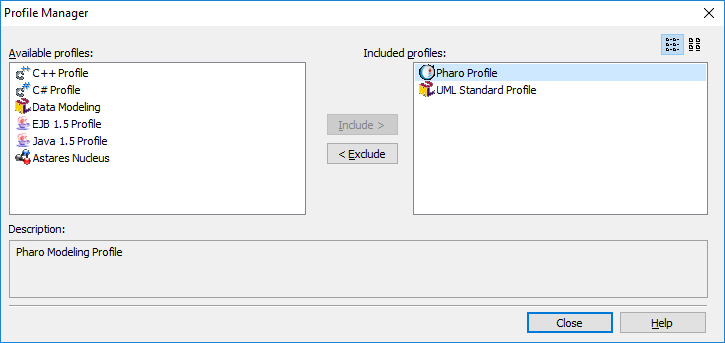 Profile Manager
Available profiles:
Included profiles:
C++ Profile
C# Profile
Data Modeling
EJB 1.5 Profile
Java 1.5 Profile
Astares Nucleus
Include >
< Exclude
Pharo Profile
UML Standard Profile
Description:
Pharo Modeling Profile
Close
Help